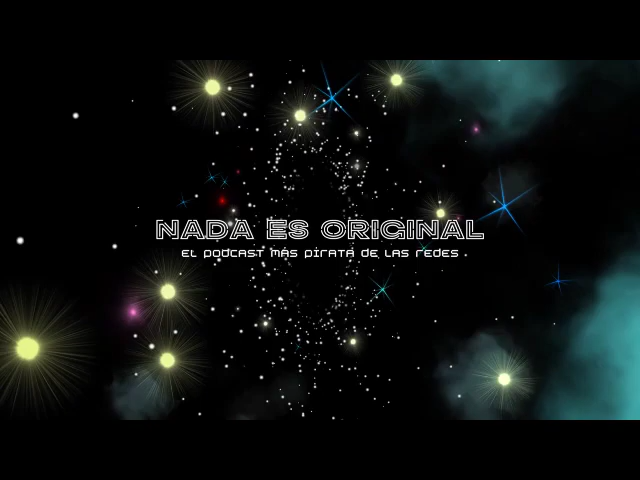 NADA ES ORIGINAL
EL PODCAST MÁS PIRATA DE LAS REDES